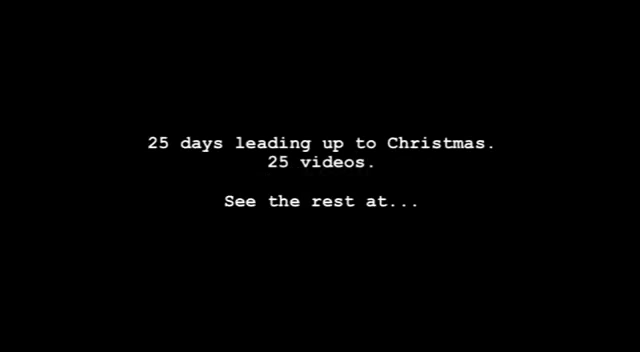 25 days leading up to Christmas.
25 videos.
See the rest at...